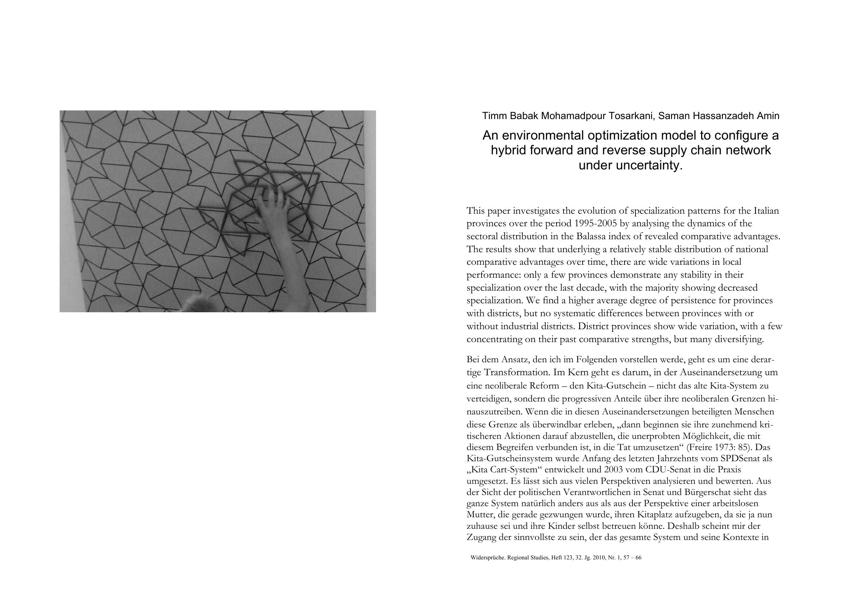 Timm Babak Mohamadpour Tosarkani, Saman Hassanzadeh Amin
An environmental optimization model to configure a
hybrid forward and reverse supply chain network
under uncertainty.
This paper investigates the evolution of specialization patterns for the Italian
provinces over the period 1995-2005 by analysing the dynamics of the
sectoral distribution in the Balassa index of revealed comparative advantages.
The results show that underlying a relatively stable distribution of national
comparative advantages over time, there are wide variations in local
performance: only a few provinces demonstrate any stability in their
specialization over the last decade, with the majority showing decreased
specialization. We find a higher average degree of persistence for provinces
with districts, but no systematic differences between provinces with or
without industrial districts. District provinces show wide variation, with a few
concentrating on their past comparative strengths, but many diversifying.
Bei dem Ansatz, den ich im Folgenden vorstellen werde, geht es um eine derar-
tige Transformation. Im Kern geht es darum, in der Auseinandersetzung um
eine neoliberale Reform – den Kita-Gutschein – nicht das alte Kita-System zu
verteidigen, sondern die progressiven Anteile über ihre neoliberalen Grenzen hi-
nauszutreiben. Wenn die in diesen Auseinandersetzungen beteiligten Menschen
diese Grenze als überwindbar erleben, „dann beginnen sie ihre zunehmend kri-
tischeren Aktionen darauf abzustellen, die unerprobten Möglichkeit, die mit
diesem Begreifen verbunden ist, in die Tat umzusetzen“ (Freire 1973: 85). Das
Kita-Gutscheinsystem wurde Anfang des letzten Jahrzehnts vom SPDSenat als
„Kita Cart-System“ entwickelt und 2003 vom CDU-Senat in die Praxis
umgesetzt. Es lässt sich aus vielen Perspektiven analysieren und bewerten. Aus
der Sicht der politischen Verantwortlichen in Senat und Bürgerschaft sieht das
ganze System natürlich anders aus als aus der Perspektive einer arbeitslosen
Mutter, die gerade gezwungen wurde, ihren Kitaplatz aufzugeben, da sie ja nun
zuhause sei und ihre Kinder selbst betreuen könne. Deshalb scheint mir der
Zugang der sinnvollste zu sein, der das gesamte System und seine Kontexte in
Widersprüche. Regional Studies, Heft 123, 32. Jg. 2010, Nr. 1, 57 – 66